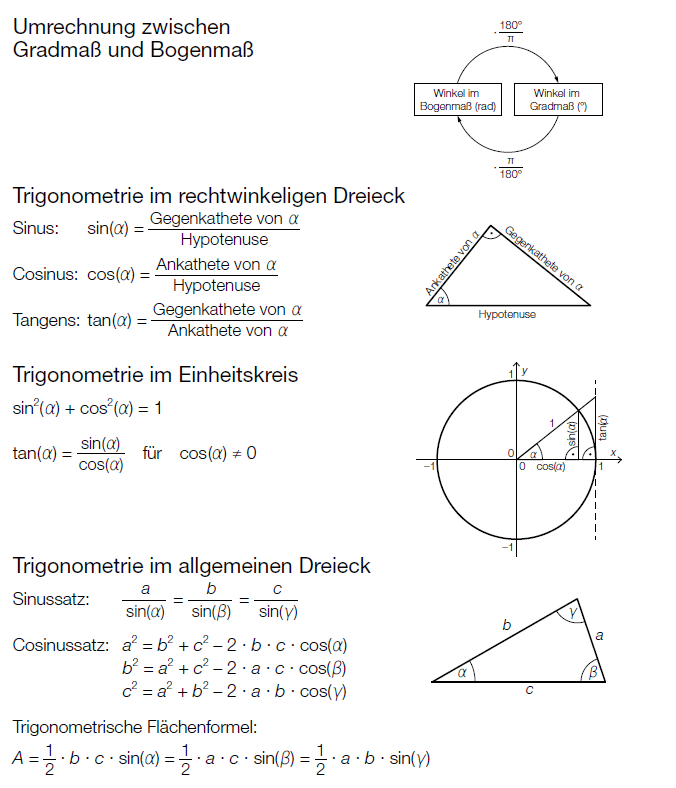 Umrechnung zwischen
Gradmaß und Bogenmaß
· 180° / π
Winkel im
Bogenmaß (rad)
Winkel im
Gradmaß (°)
· π / 180°
Trigonometrie im rechtwinkeligen Dreieck
Sinus: sin(α) = Gegenkathete von α / Hypotenuse
Cosinus: cos(α) = Ankathete von α / Hypotenuse
Tangens: tan(α) = Gegenkathete von α / Ankathete von α
Ankathete von α
Gegenkathete von α
α
Hypotenuse
Trigonometrie im Einheitskreis
sin²(α) + cos²(α) = 1
tan(α) = sin(α) / cos(α) für cos(α) ≠ 0
1 y
1
sin(α)
tan(α)
0 α x
−1 0 cos(α) 1
−1
Trigonometrie im allgemeinen Dreieck
Sinussatz: a / sin(α) = b / sin(β) = c / sin(γ)
Cosinussatz: a² = b² + c² – 2 · b · c · cos(α)
b² = a² + c² – 2 · a · c · cos(β)
c² = a² + b² – 2 · a · b · cos(γ)
γ
b
a
α
β
c
Trigonometrische Flächenformel:
A = 1/2 · b · c · sin(α) = 1/2 · a · c · sin(β) = 1/2 · a · b · sin(γ)